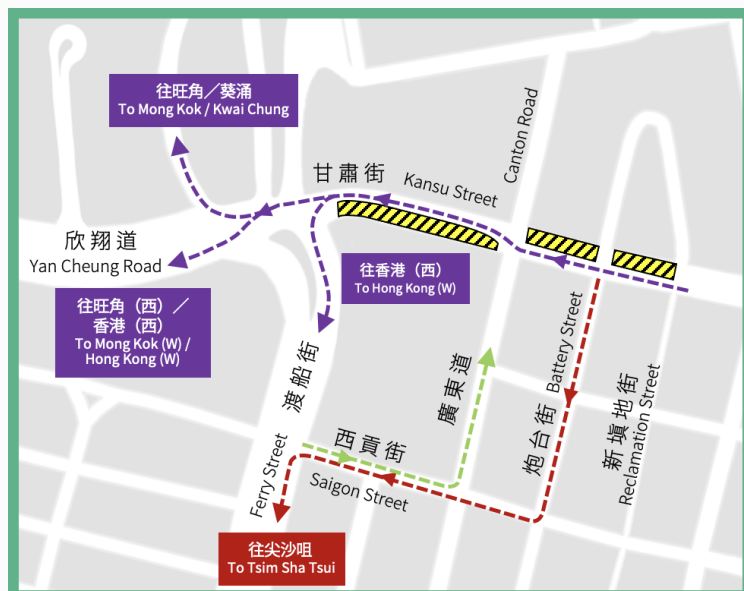 往旺角／葵涌
To Mong Kok / Kwai Chung
甘肅街
Kansu Street
Canton Road
欣翔道
Yan Cheung Road
往香港（西）
To Hong Kong (W)
往旺角（西）／
香港（西）
To Mong Kok (W) /
Hong Kong (W)
渡船街
Ferry Street
西貢街
Saigon Street
廣東道
炮台街
Battery Street
新填地街
Reclamation Street
往尖沙咀
To Tsim Sha Tsui